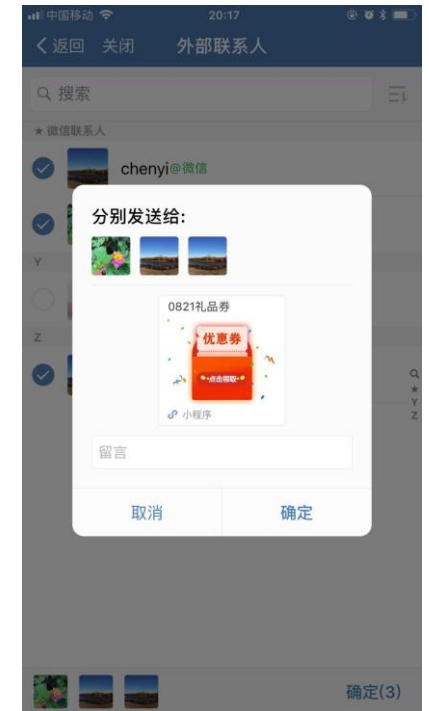 中国移动
20:17
返回 关闭 外部联系人
搜索
★ 微信联系人
chenyi@微信
Y
Z
分别发送给:
0821礼品券
优惠券
点击领取
小程序
留言
取消 确定
★
Y
Z
确定(3)